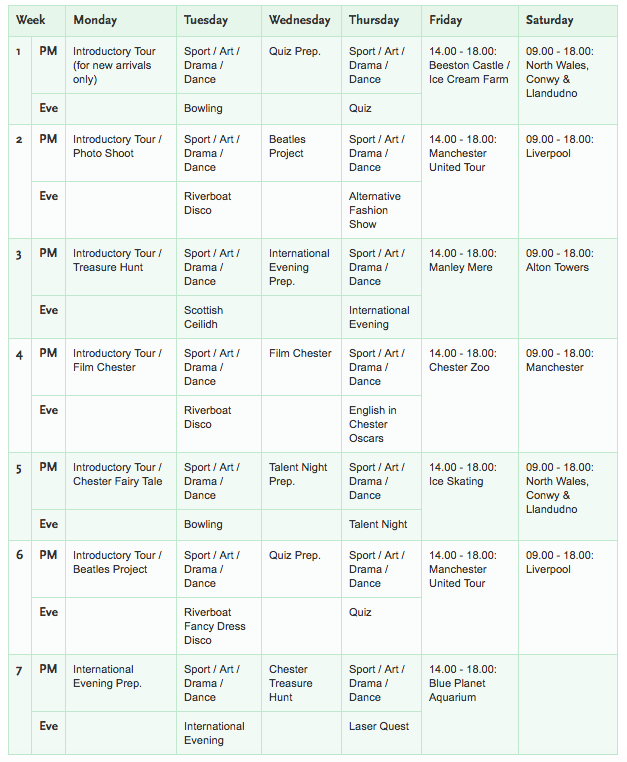 Week Monday Tuesday Wednesday Thursday Friday Saturday
1 PM Introductory Tour Sport / Art / Quiz Prep. Sport / Art / 14.00 - 18.00: 09.00 - 18.00:
(for new arrivals Drama / Drama / Beeston Castle / North Wales,
only) Dance Dance Ice Cream Farm Conwy &
Llandudno
Eve Bowling Quiz
2 PM Introductory Tour / Sport / Art / Beatles Sport / Art / 14.00 - 18.00: 09.00 - 18.00:
Photo Shoot Drama / Project Drama / Manchester Liverpool
Dance Dance United Tour
Eve Riverboat Alternative
Disco Fashion
Show
3 PM Introductory Tour / Sport / Art / International Sport / Art / 14.00 - 18.00: 09.00 - 18.00:
Treasure Hunt Drama / Evening Drama / Manley Mere Alton Towers
Dance Prep. Dance
Eve Scottish International
Ceilidh Evening
4 PM Introductory Tour / Sport / Art / Film Chester Sport / Art / 14.00 - 18.00: 09.00 - 18.00:
Film Chester Drama / Drama / Chester Zoo Manchester
Dance Dance
Eve Riverboat English in
Disco Chester
Oscars
5 PM Introductory Tour / Sport / Art / Talent Night Sport / Art / 14.00 - 18.00: 09.00 - 18.00:
Chester Fairy Tale Drama / Prep. Drama / Ice Skating North Wales,
Dance Dance Conwy &
Llandudno
Eve Bowling Talent Night
6 PM Introductory Tour / Sport / Art / Quiz Prep. Sport / Art / 14.00 - 18.00: 09.00 - 18.00:
Beatles Project Drama / Drama / Manchester Liverpool
Dance Dance United Tour
Eve Riverboat Quiz
Fancy Dress
Disco
7 PM International Sport / Art / Chester Sport / Art / 14.00 - 18.00:
Evening Prep. Drama / Treasure Drama / Blue Planet
Dance Hunt Dance Aquarium
Eve International Laser Quest
Evening